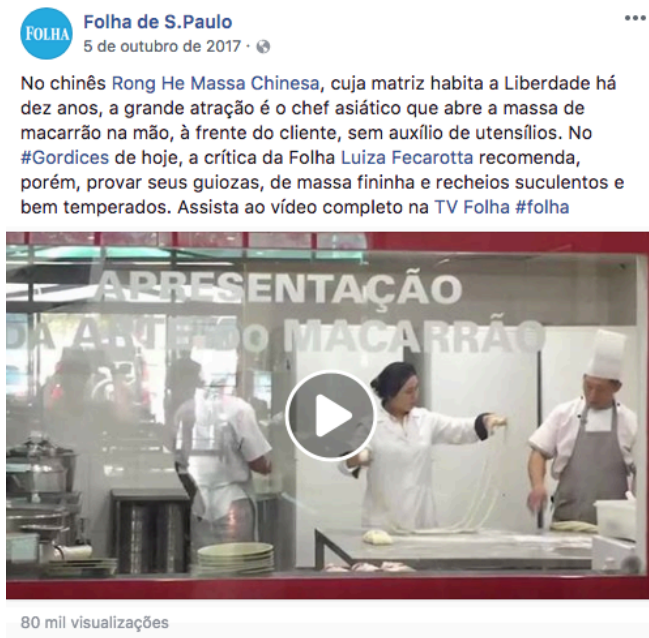 FOLHA
Folha de S.Paulo
5 de outubro de 2017 ·
No chinês Rong He Massa Chinesa, cuja matriz habita a Liberdade há
dez anos, a grande atração é o chef asiático que abre a massa de
macarrão na mão, à frente do cliente, sem auxílio de utensílios. No
#Gordices de hoje, a crítica da Folha Luiza Fecarotta recomenda,
porém, provar seus guiozas, de massa fininha e recheios suculentos e
bem temperados. Assista ao vídeo completo na TV Folha #folha
APRESENTAÇÃO
DA ARTE do MACARRÃO
80 mil visualizações